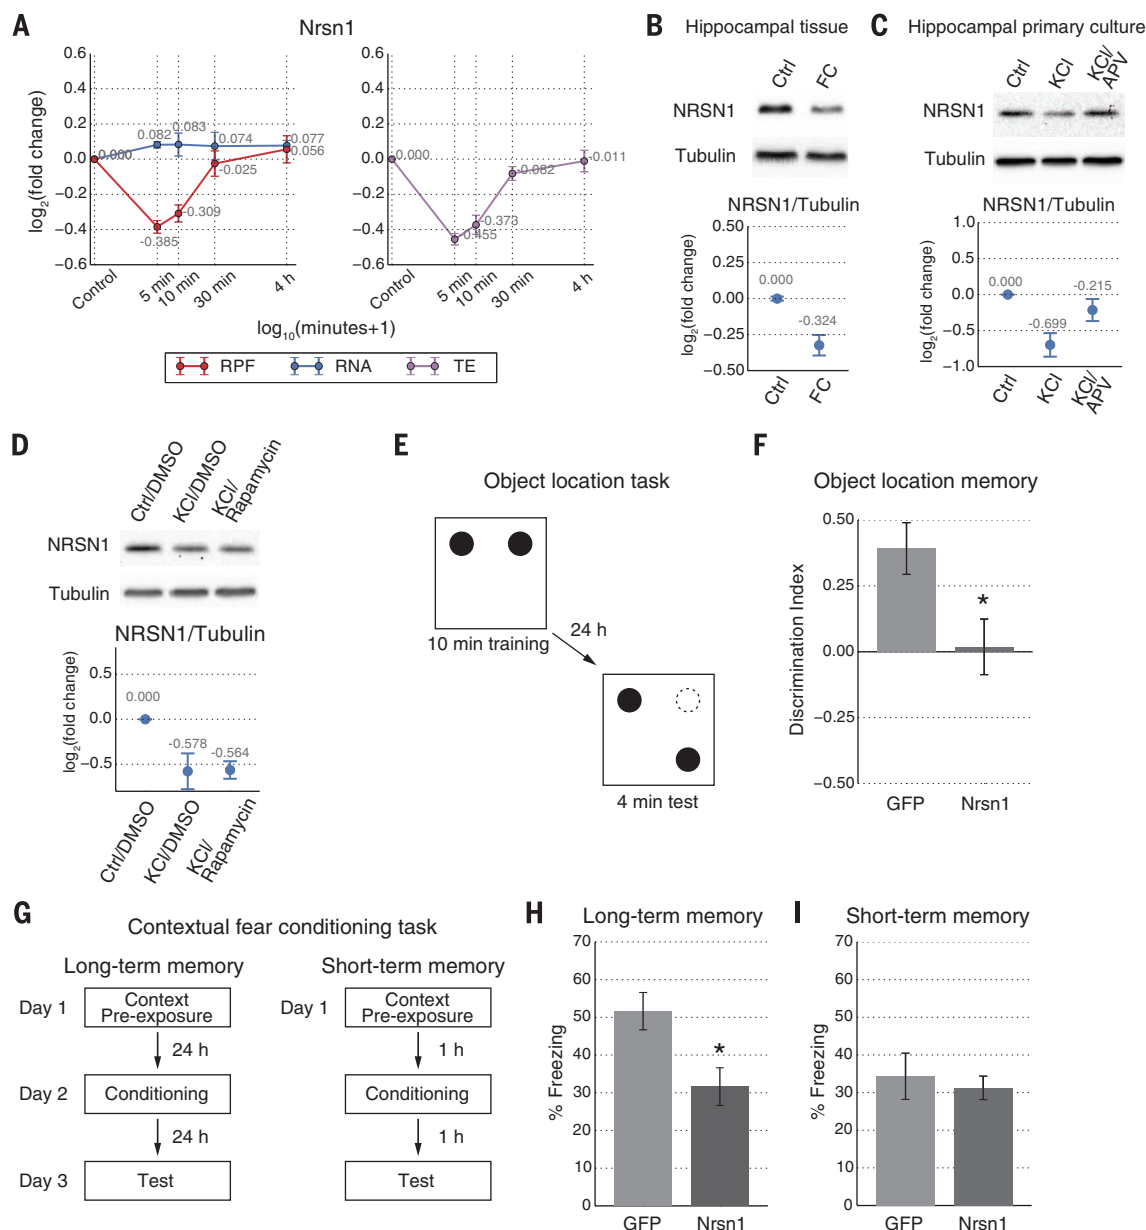 A
Nrsn1
0.6
0.4
0.2
0.0
−0.2
−0.4
−0.6
log2(fold change)
0.000
0.082
0.083
0.074
0.077
0.056
-0.025
-0.309
-0.385
Control
5 min
10 min
30 min
4 h
0.6
0.4
0.2
0.0
−0.2
−0.4
−0.6
0.000
-0.455
-0.373
-0.082
-0.011
Control
5 min
10 min
30 min
4 h
log10(minutes+1)
RPF
RNA
TE
B
Hippocampal tissue
Ctrl
FC
NRSN1
Tubulin
NRSN1/Tubulin
log2(fold change)
0.50
0.25
0.00
−0.25
−0.50
0.000
-0.324
Ctrl
FC
C
Hippocampal primary culture
Ctrl
KCl
KCl/
APV
NRSN1
Tubulin
NRSN1/Tubulin
log2(fold change)
1.0
0.5
0.0
−0.5
−1.0
0.000
-0.699
-0.215
Ctrl
KCl
KCl/
APV
D
Ctrl/DMSO
KCl/DMSO
KCl/
Rapamycin
NRSN1
Tubulin
NRSN1/Tubulin
log2(fold change)
0.5
0.0
−0.5
0.000
-0.578
-0.564
Ctrl/DMSO
KCl/DMSO
KCl/
Rapamycin
E
Object location task
10 min training
24 h
4 min test
F
Object location memory
Discrimination Index
0.50
0.25
0.00
−0.25
−0.50
*
GFP
Nrsn1
G
Contextual fear conditioning task
Long-term memory
Short-term memory
Day 1
Context
Pre-exposure
24 h
Day 2
Conditioning
24 h
Day 3
Test
Day 1
Context
Pre-exposure
1 h
Conditioning
1 h
Test
H
Long-term memory
% Freezing
70
60
50
40
30
20
10
0
*
GFP
Nrsn1
I
Short-term memory
% Freezing
70
60
50
40
30
20
10
0
GFP
Nrsn1